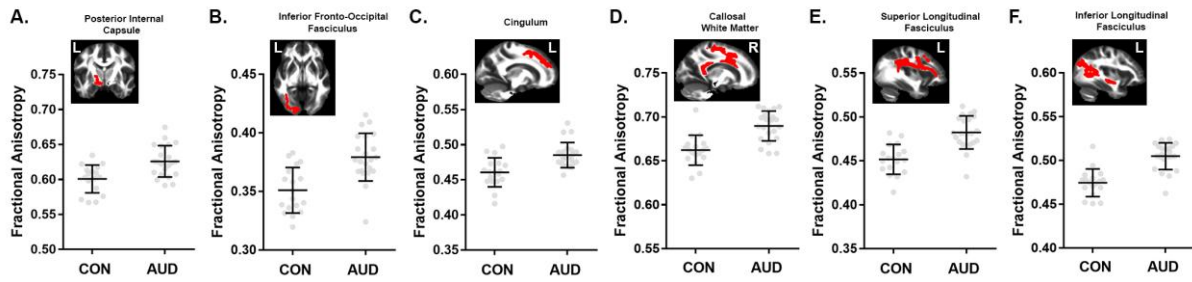 A.
Posterior Internal
Capsule
L
Fractional Anisotropy
0.75
0.70
0.65
0.60
0.55
0.50
CON AUD
B.
Inferior Fronto-Occipital
Fasciculus
L
Fractional Anisotropy
0.45
0.40
0.35
0.30
CON AUD
C.
Cingulum
L
Fractional Anisotropy
0.60
0.55
0.50
0.45
0.40
0.35
CON AUD
D.
Callosal
White Matter
R
Fractional Anisotropy
0.75
0.70
0.65
0.60
0.55
CON AUD
E.
Superior Longitudinal
Fasciculus
L
Fractional Anisotropy
0.55
0.50
0.45
0.40
0.35
CON AUD
F.
Inferior Longitudinal
Fasciculus
L
Fractional Anisotropy
0.60
0.55
0.50
0.45
0.40
CON AUD